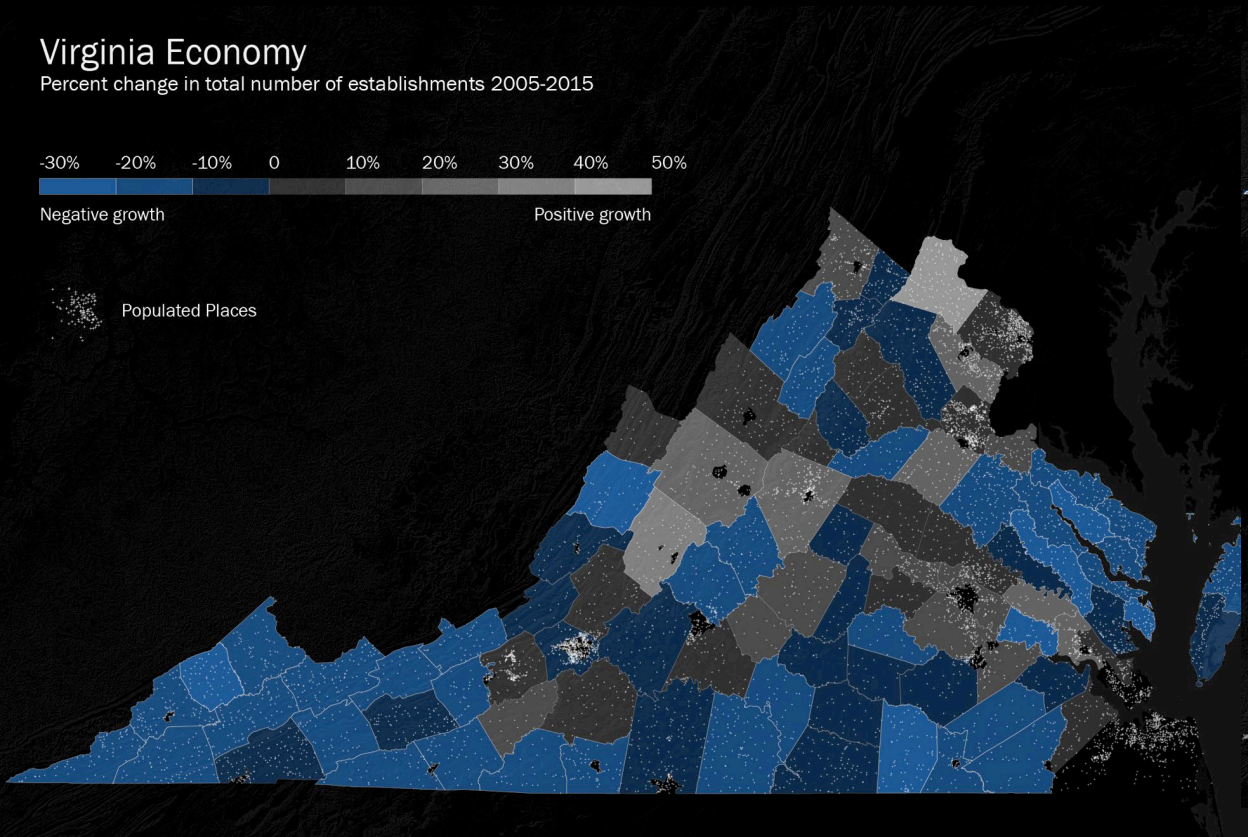 Virginia Economy
Percent change in total number of establishments 2005-2015
-30% -20% -10% 0 10% 20% 30% 40% 50%
Negative growth Positive growth
Populated Places